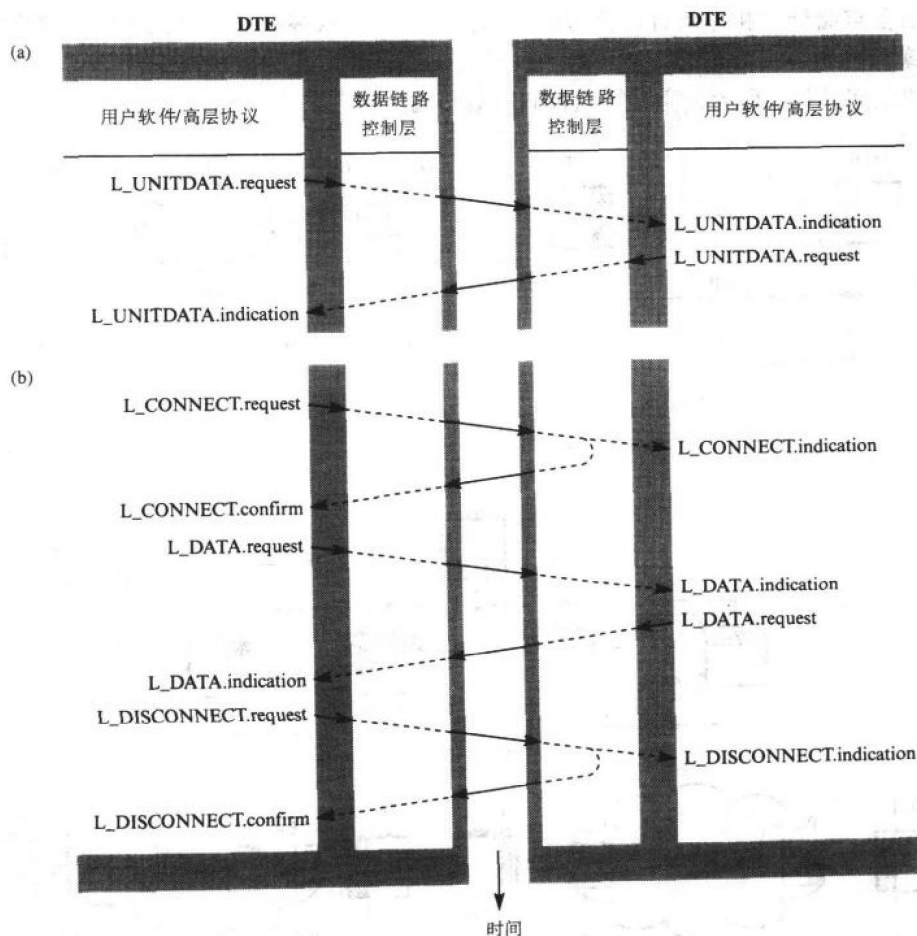 DTE
DTE
(a)
用户软件/高层协议
数据链路
控制层
数据链路
控制层
用户软件/高层协议
L_UNITDATA.request
L_UNITDATA.indication
L_UNITDATA.request
L_UNITDATA.indication
(b)
L_CONNECT.request
L_CONNECT.indication
L_CONNECT.confirm
L_DATA.request
L_DATA.indication
L_DATA.request
L_DATA.indication
L_DISCONNECT.request
L_DISCONNECT.indication
L_DISCONNECT.confirm
时间